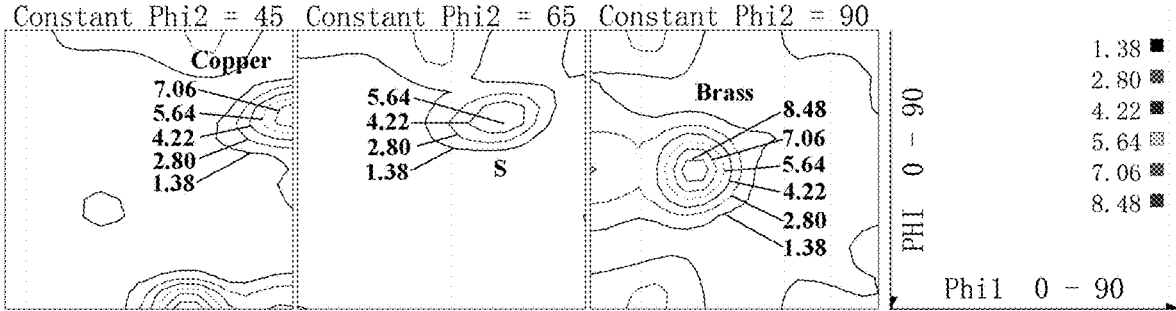 Constant Phi2 = 45
Constant Phi2 = 65
Constant Phi2 = 90
Copper
7.06
5.64
4.22
2.80
1.38
5.64
4.22
2.80
1.38
S
Brass
8.48
7.06
5.64
4.22
2.80
1.38
PHI 0 - 90
Phi1 0 - 90
1.38
2.80
4.22
5.64
7.06
8.48